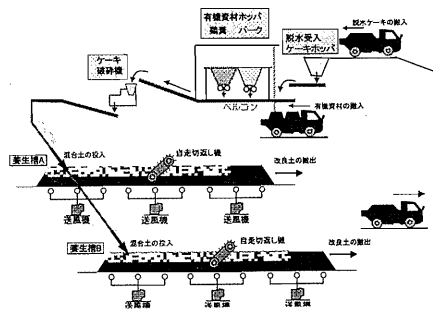 有機資材ホッパ
鶏糞 バーク
脱水受入
ケーキホッパ
脱水ケーキの搬入
ケーキ
破砕機
ベルコン
有機資材の搬入
養生槽A
混合土の投入
自走切返し機
改良土の搬出
送風機
送風機
送風機
養生槽B
混合土の投入
自走切返し機
改良土の搬出
送風機
送風機
送風機